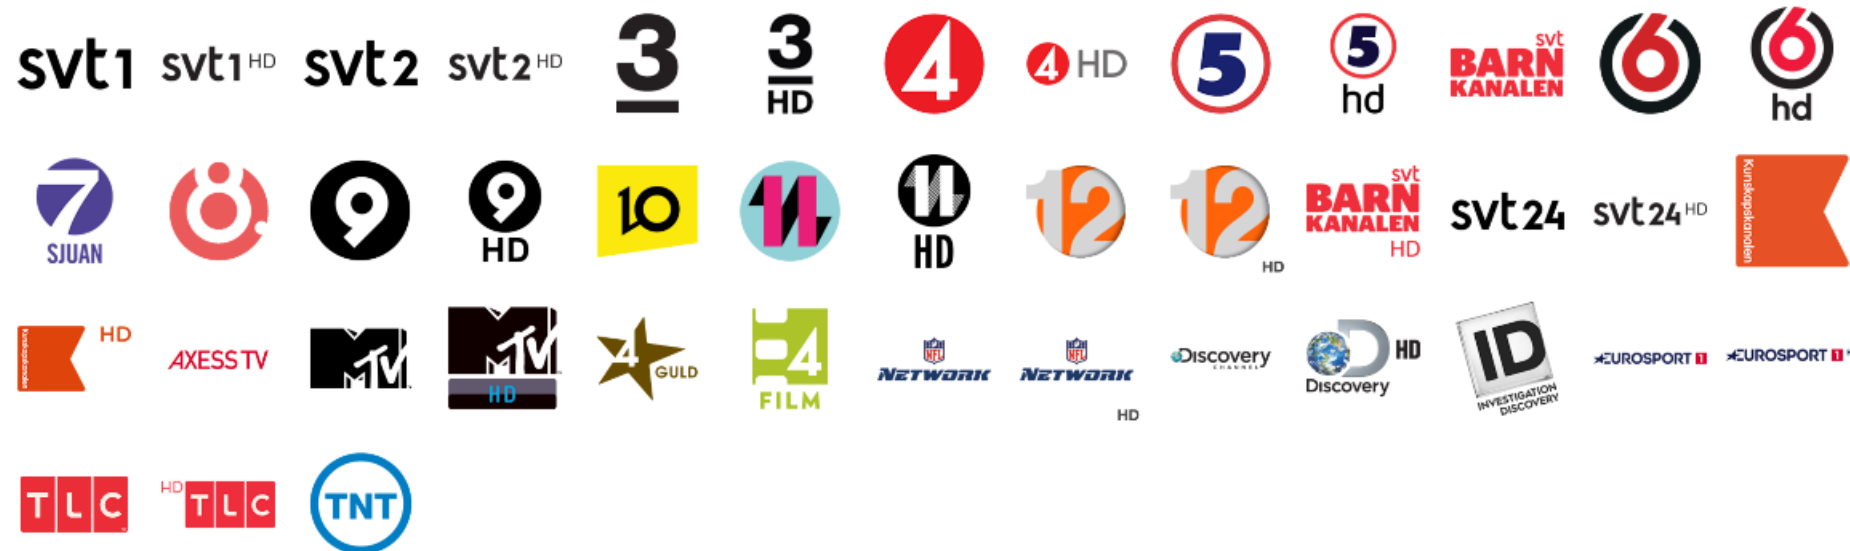 svt1 svt1 HD svt2 svt2 HD 3 3 HD 4 4 HD 5 5 hd svt BARN KANALEN 6 6 hd
7 SJUAN 8 9 9 HD 10 11 11 HD 12 12 HD svt BARN KANALEN HD svt24 svt24 HD Kunskapskanalen
Kunskapskanalen HD AXESS TV MTV MTV HD 4 GULD 4 FILM NFL NETWORK NFL NETWORK HD Discovery CHANNEL Discovery HD ID INVESTIGATION DISCOVERY EUROSPORT 1 EUROSPORT 1
TLC HD TLC TNT